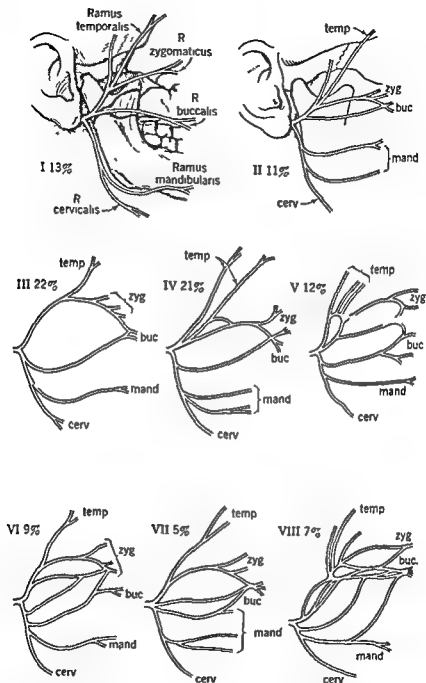 Ramus
temporalis
R
zygomaticus
R
buccalis
Ramus
mandibularis
R
cervicalis
I 13%
temp
zyg
buc
mand
cerv
II 11%
temp
III 22%
zyg
buc
mand
cerv
temp
IV 21%
zyg
buc
mand
cerv
V 12%
temp
zyg
buc
mand
cerv
VI 9%
temp
zyg
buc
mand
cerv
VII 5%
temp
zyg
buc
mand
cerv
VIII 7%
temp
zyg
buc.
mand
cerv